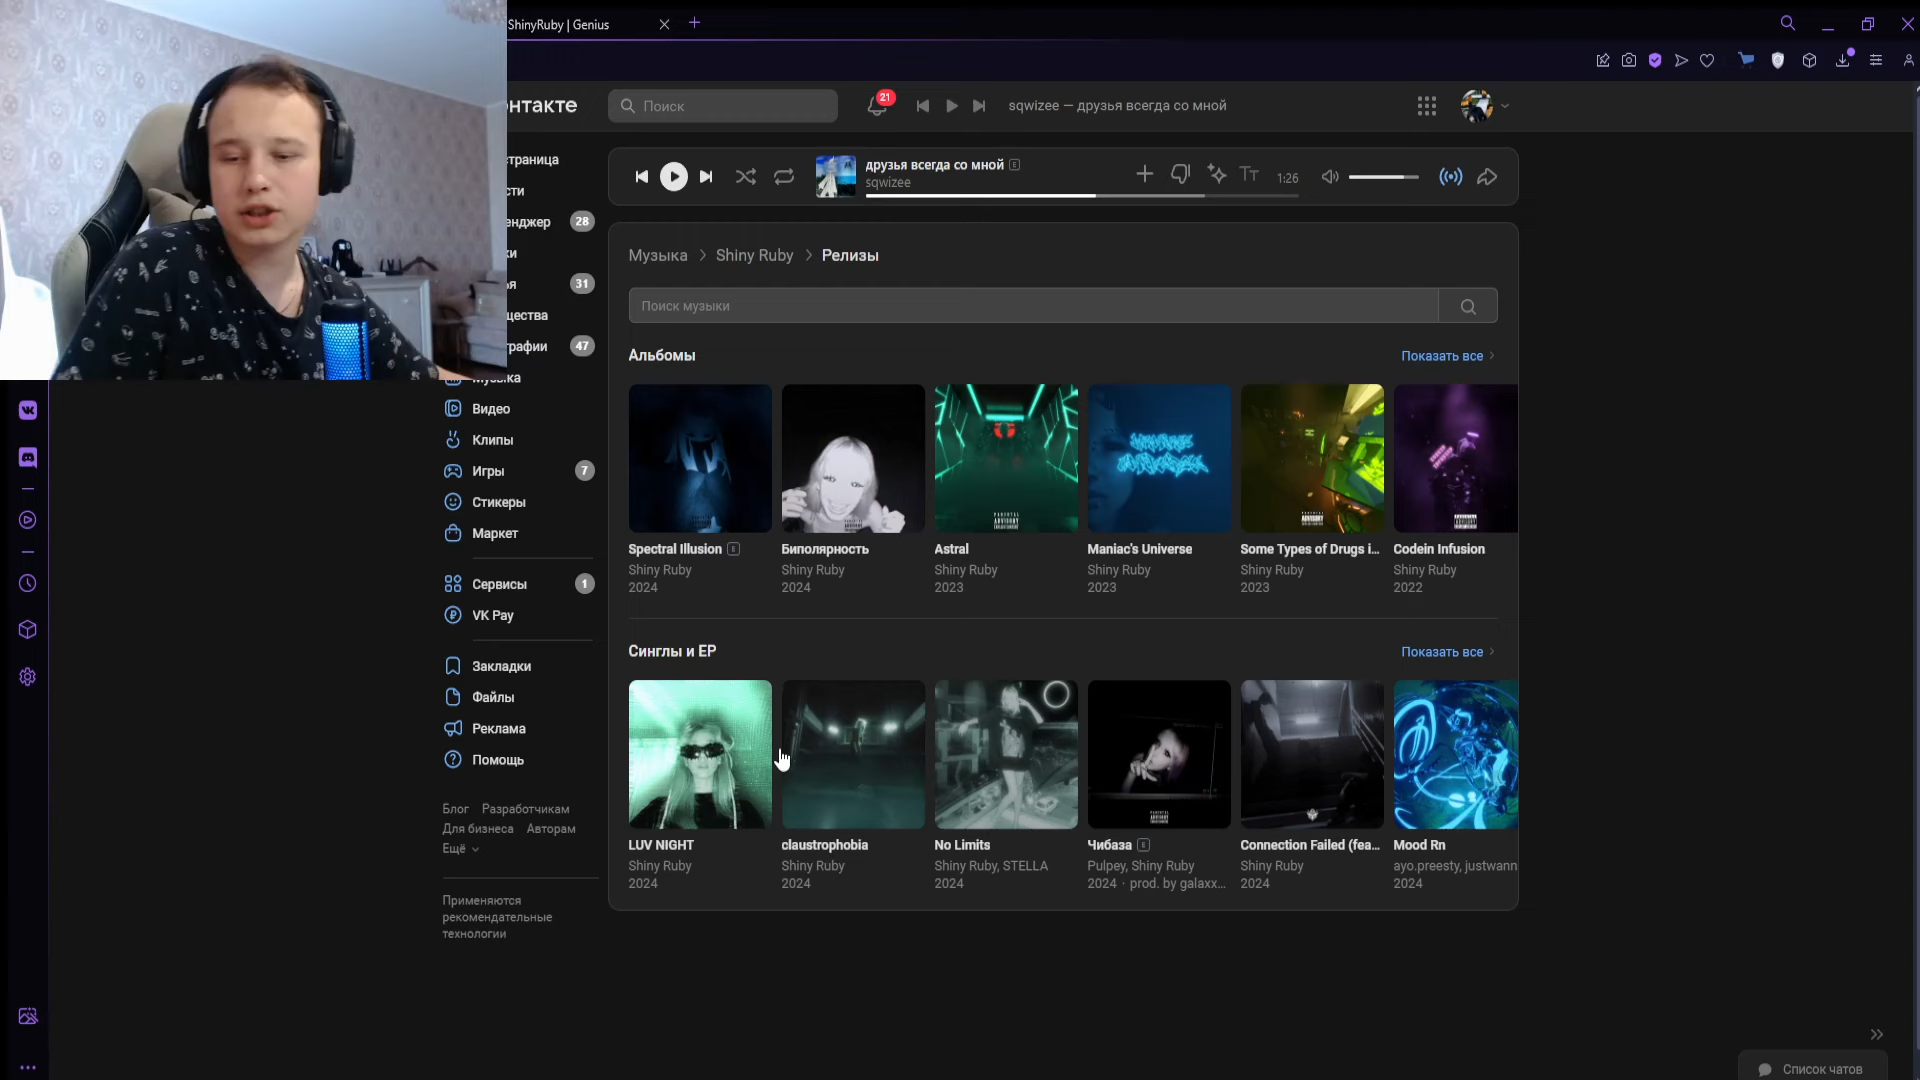 ShinyRuby | Genius
нтакте
Поиск
21
sqwizee — друзья всегда со мной
друзья всегда со мной E
sqwizee
Tт
1:26
страница
сти
енджер 28
ки
ья 31
щества
графии 47
Музыка
Видео
Клипы
Игры 7
Стикеры
Маркет
Сервисы 1
VK Pay
Закладки
Файлы
Реклама
Помощь
Блог Разработчикам
Для бизнеса Авторам
Ещё
Применяются
рекомендательные
технологии
Музыка > Shiny Ruby > Релизы
Поиск музыки
Альбомы
Показать все
Spectral Illusion E
Shiny Ruby
2024
Биполярность
Shiny Ruby
2024
PARENTAL
ADVISORY
Astral
Shiny Ruby
2023
Maniac's Universe
Shiny Ruby
2023
Some Types of Drugs i...
Shiny Ruby
2023
Codein Infusion
Shiny Ruby
2022
Синглы и EP
Показать все
LUV NIGHT
Shiny Ruby
2024
claustrophobia
Shiny Ruby
2024
No Limits
Shiny Ruby, STELLA
2024
Чибаза E
Pulpey, Shiny Ruby
2024 · prod. by galaxx...
Connection Failed (fea...
Shiny Ruby
2024
Mood Rn
ayo.preesty, justwann
2024
Список чатов